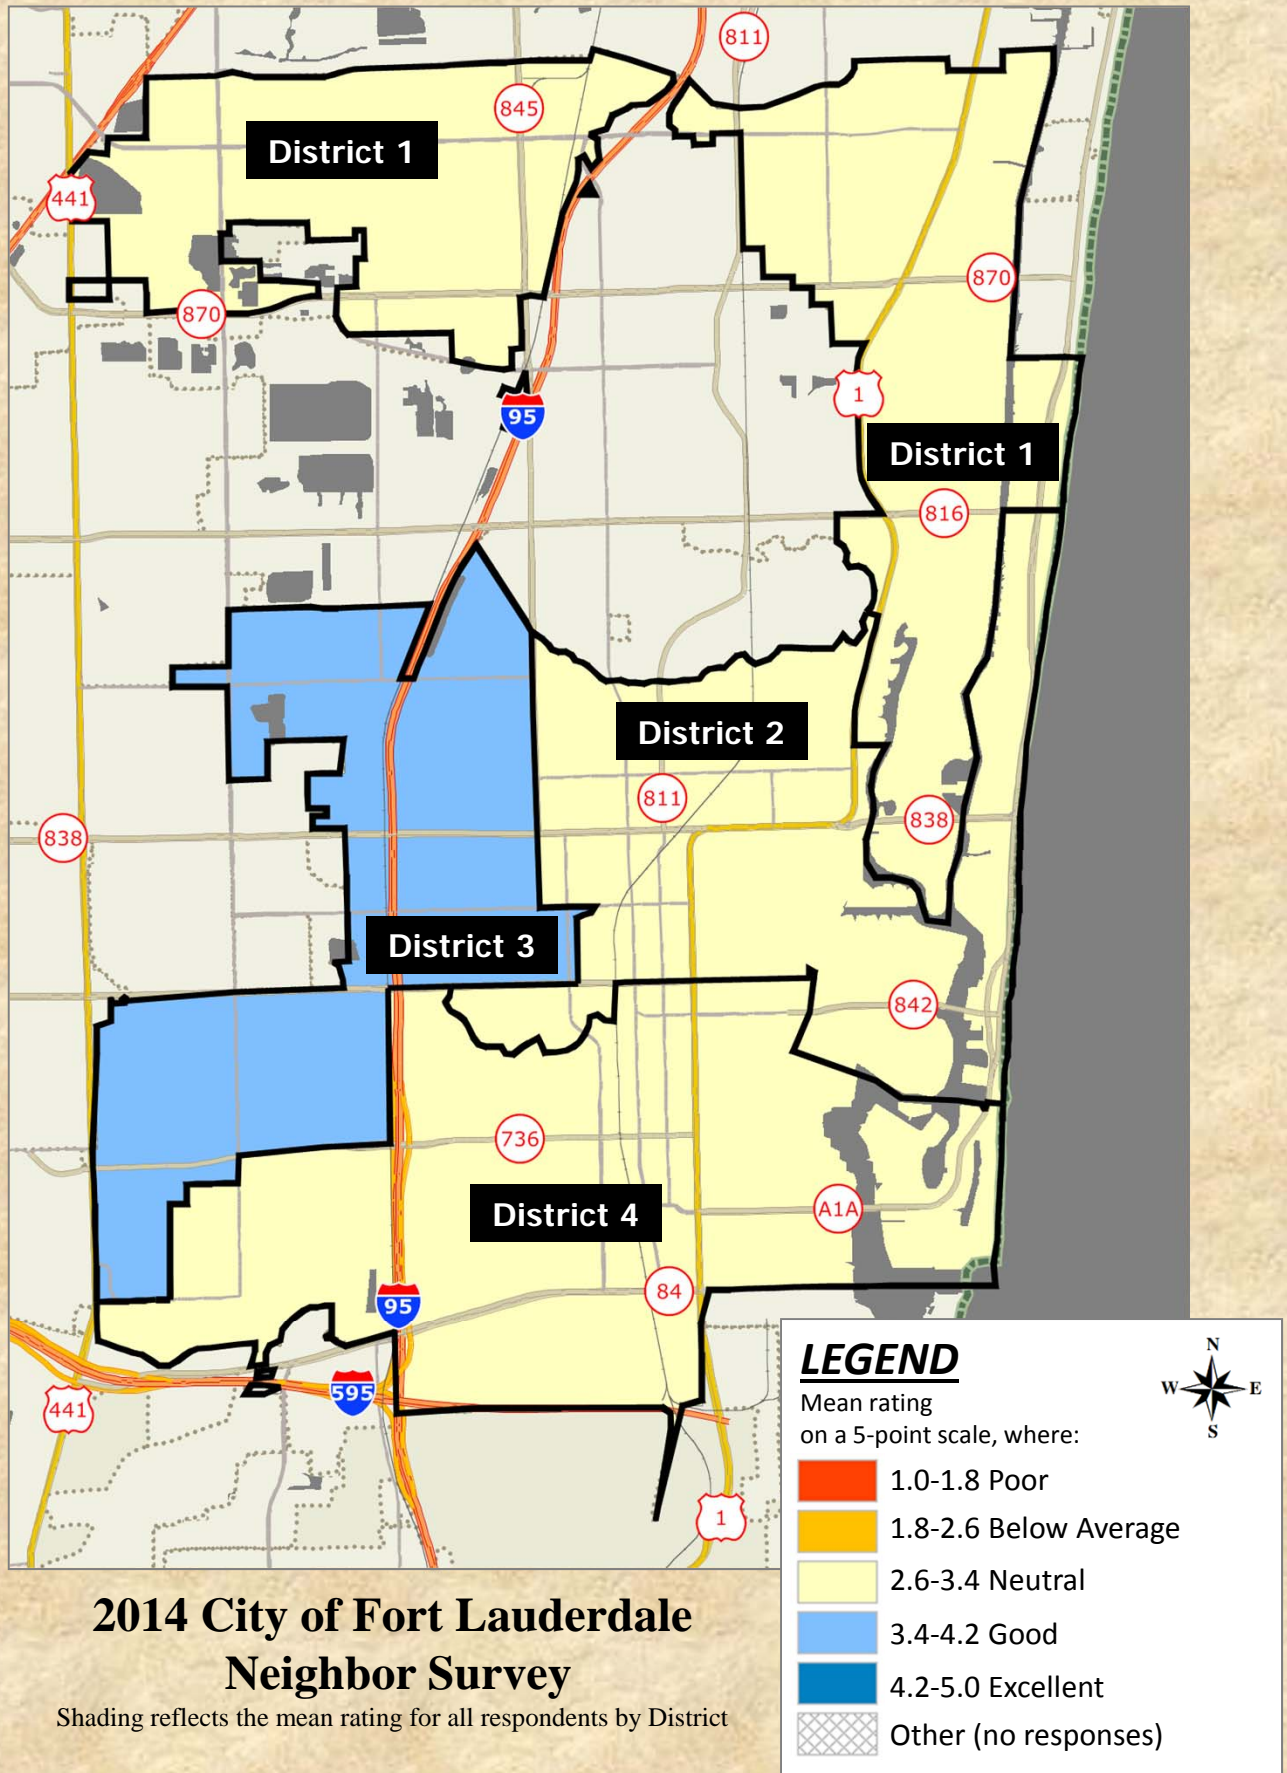 811
845
District 1
441
870
870
95
1
District 1
816
District 2
811
838
838
District 3
842
736
District 4
A1A
84
95
595
441
1
LEGEND
Mean rating
on a 5-point scale, where:
N
W E
S
1.0-1.8 Poor
1.8-2.6 Below Average
2.6-3.4 Neutral
3.4-4.2 Good
4.2-5.0 Excellent
Other (no responses)
2014 City of Fort Lauderdale
Neighbor Survey
Shading reflects the mean rating for all respondents by District